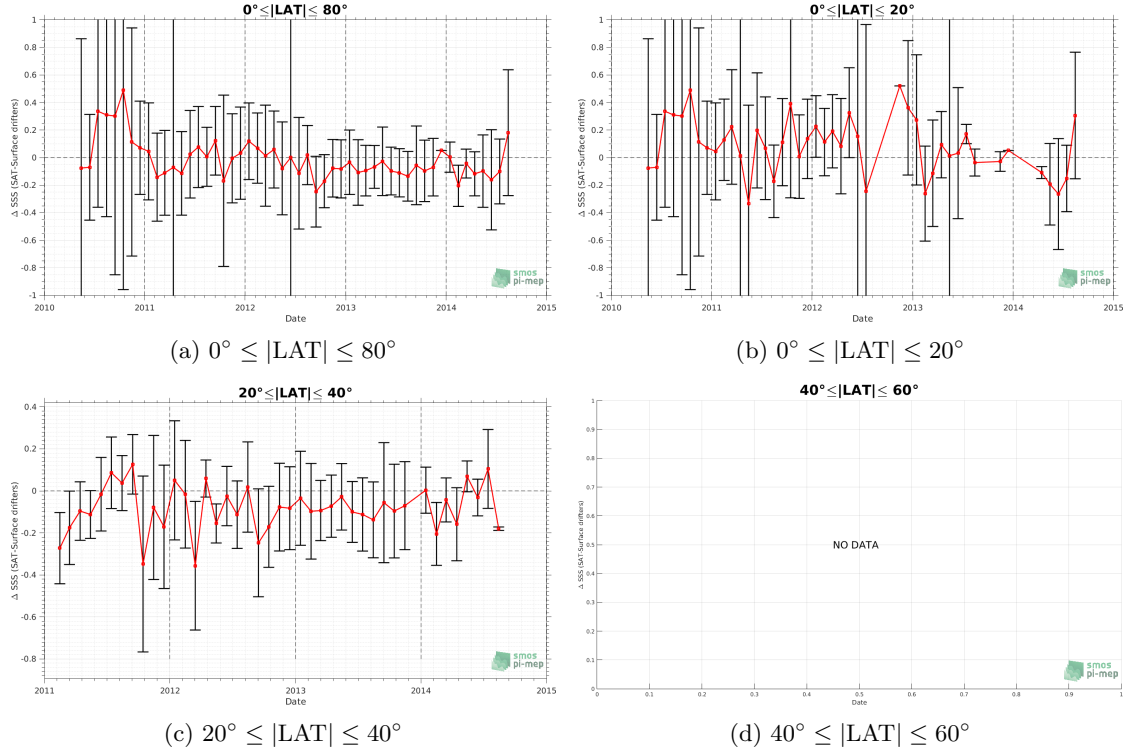 0°≤|LAT|≤ 80°
Δ SSS (SAT-Surface drifters)
1
0.8
0.6
0.4
0.2
0
-0.2
-0.4
-0.6
-0.8
-1
2010
2011
2012
2013
2014
2015
Date
smos
pi-mep
(a) 0° ≤ |LAT| ≤ 80°
0°≤|LAT|≤ 20°
Δ SSS (SAT-Surface drifters)
1
0.8
0.6
0.4
0.2
0
-0.2
-0.4
-0.6
-0.8
-1
2010
2011
2012
2013
2014
2015
Date
smos
pi-mep
(b) 0° ≤ |LAT| ≤ 20°
20°≤|LAT|≤ 40°
Δ SSS (SAT-Surface drifters)
0.4
0.2
0
-0.2
-0.4
-0.6
-0.8
2011
2012
2013
2014
2015
Date
smos
pi-mep
(c) 20° ≤ |LAT| ≤ 40°
40°≤|LAT|≤ 60°
Δ SSS (SAT-Surface drifters)
1
0.9
0.8
0.7
0.6
0.5
0.4
0.3
0.2
0.1
0
NO DATA
0
0.1
0.2
0.3
0.4
0.5
0.6
0.7
0.8
0.9
1
Date
smos
pi-mep
(d) 40° ≤ |LAT| ≤ 60°